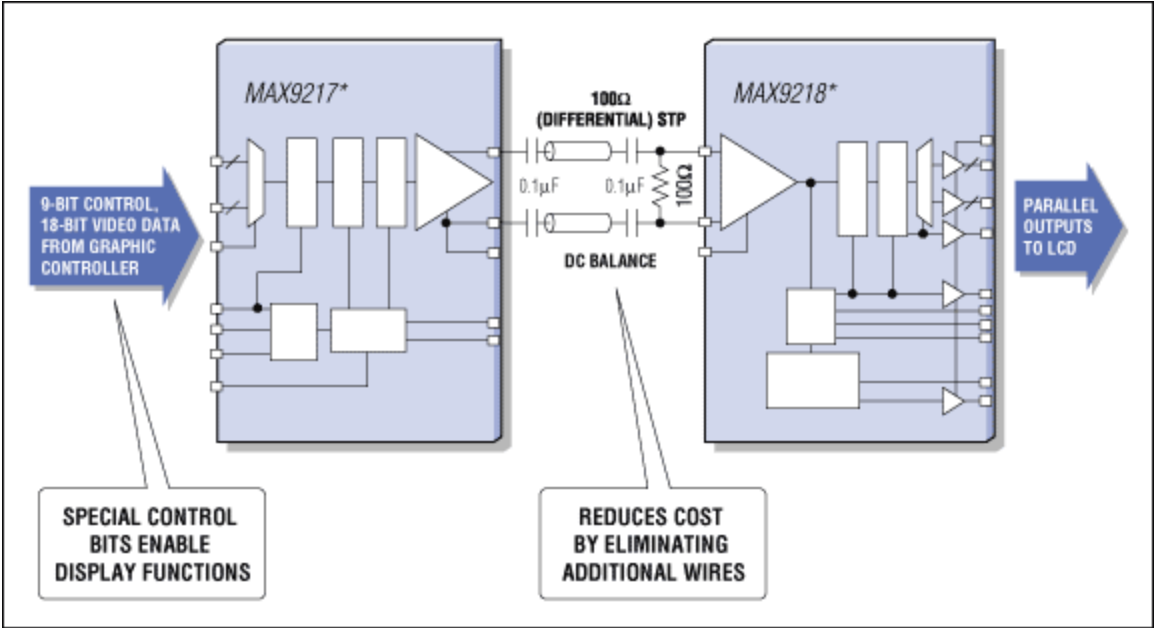 MAX9217*
100Ω
(DIFFERENTIAL) STP
MAX9218*
0.1µF
0.1µF
100Ω
9-BIT CONTROL,
18-BIT VIDEO DATA
FROM GRAPHIC
CONTROLLER
DC BALANCE
PARALLEL
OUTPUTS
TO LCD
SPECIAL CONTROL
BITS ENABLE
DISPLAY FUNCTIONS
REDUCES COST
BY ELIMINATING
ADDITIONAL WIRES